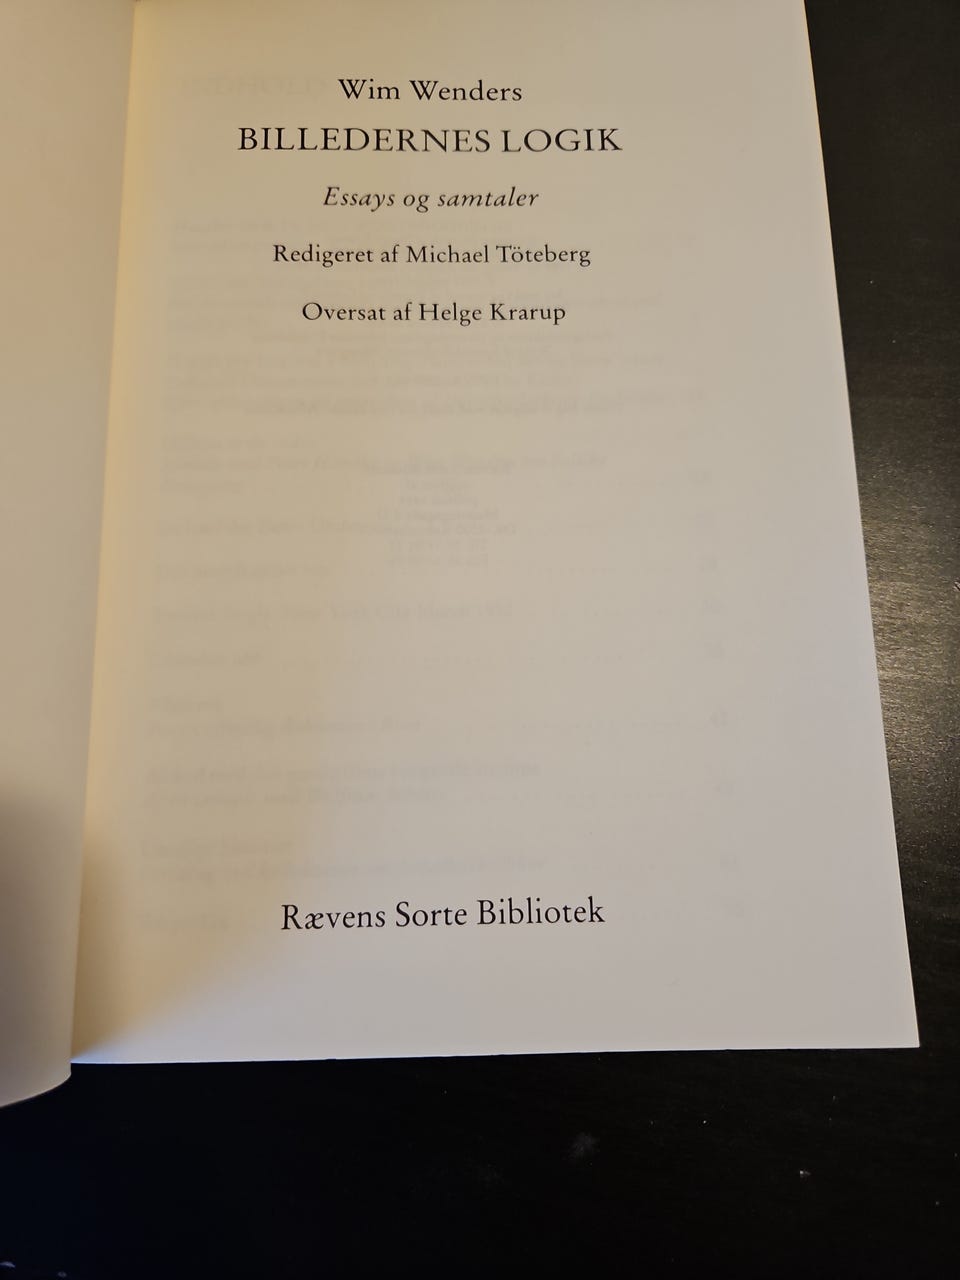 Wim Wenders
BILLEDERNES LOGIK
Essays og samtaler
Redigeret af Michael Töteberg
Oversat af Helge Krarup
Rævens Sorte Bibliotek